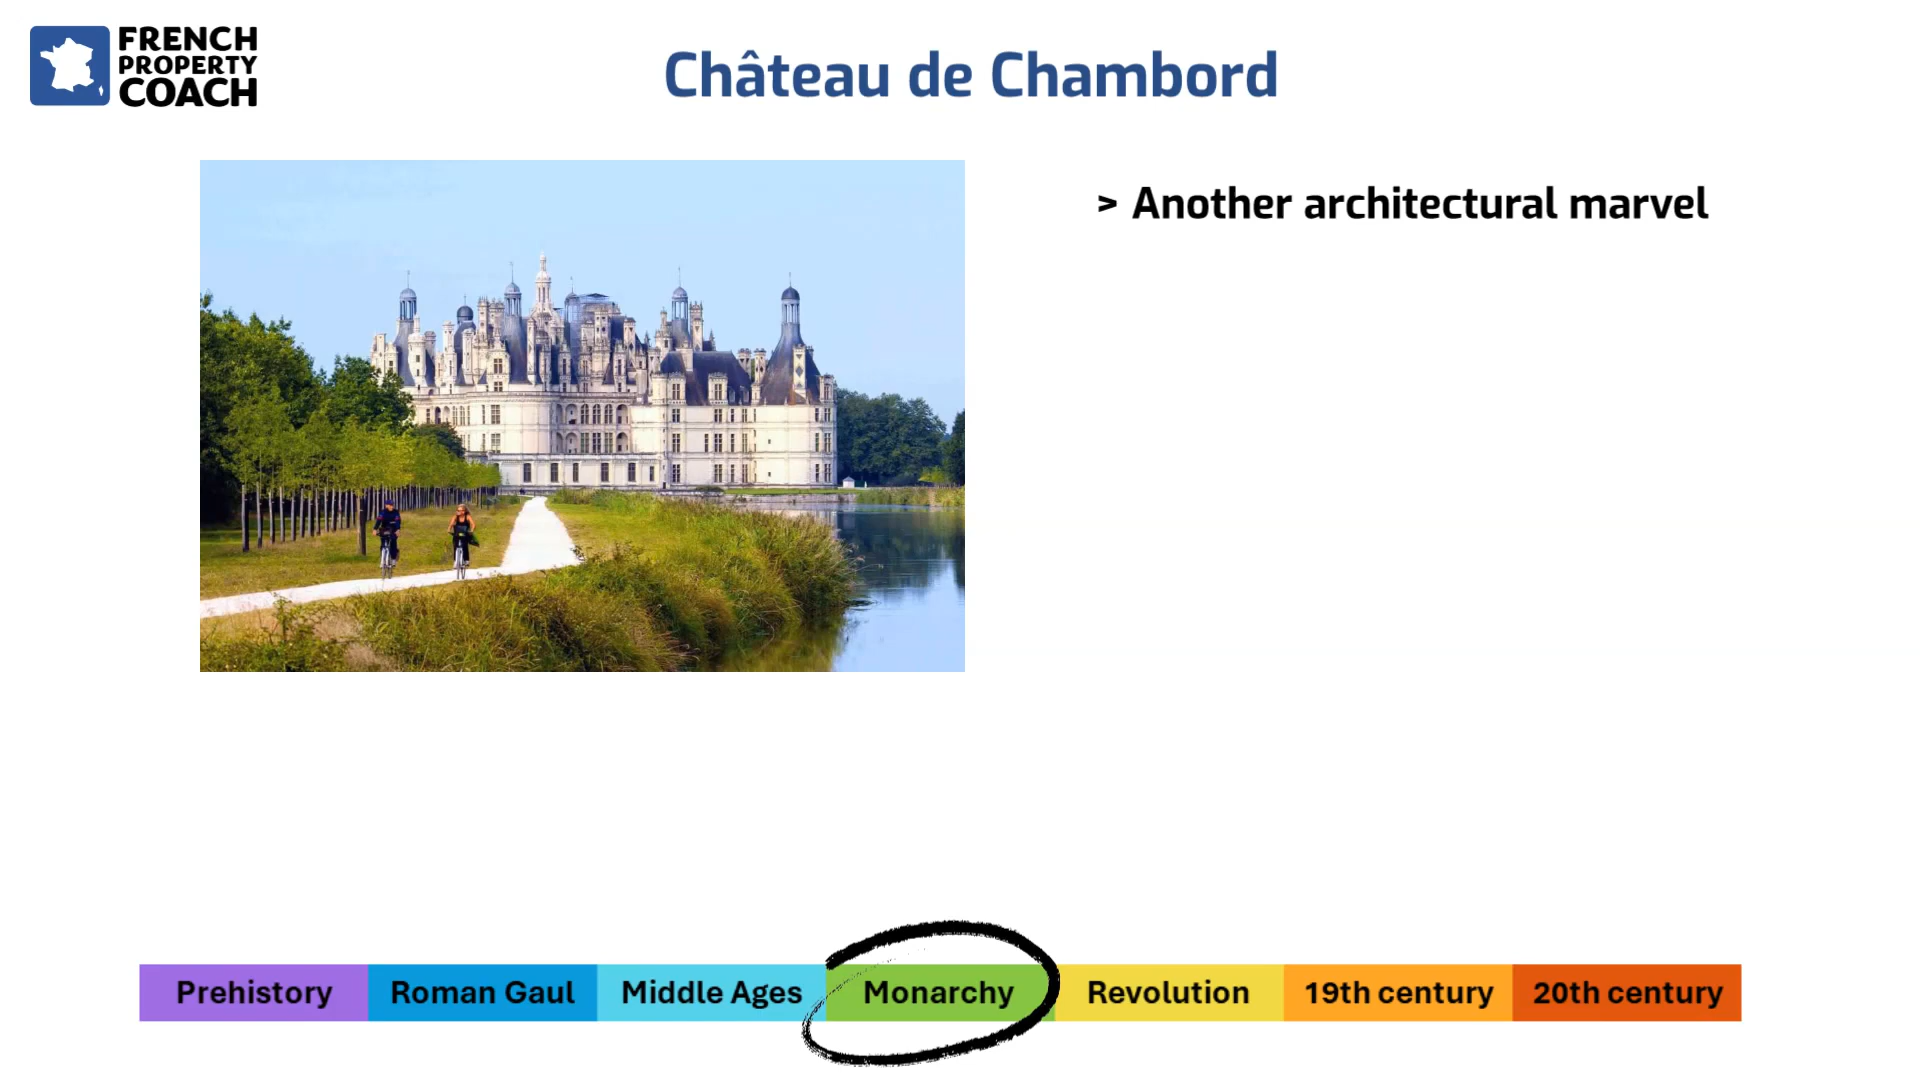 FRENCH
PROPERTY
COACH
Château de Chambord
> Another architectural marvel
Prehistory
Roman Gaul
Middle Ages
Monarchy
Revolution
19th century
20th century